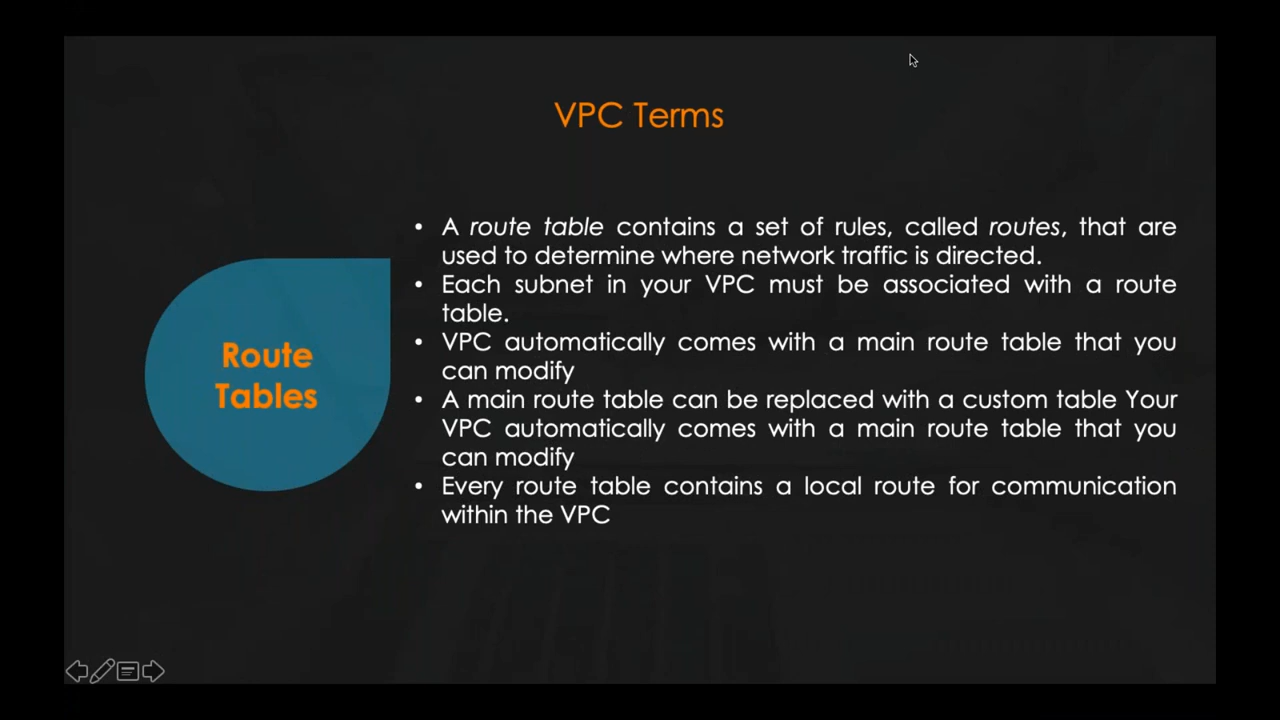 VPC Terms
Route
Tables
• A route table contains a set of rules, called routes, that are
used to determine where network traffic is directed.
• Each subnet in your VPC must be associated with a route
table.
• VPC automatically comes with a main route table that you
can modify
• A main route table can be replaced with a custom table Your
VPC automatically comes with a main route table that you
can modify
• Every route table contains a local route for communication
within the VPC